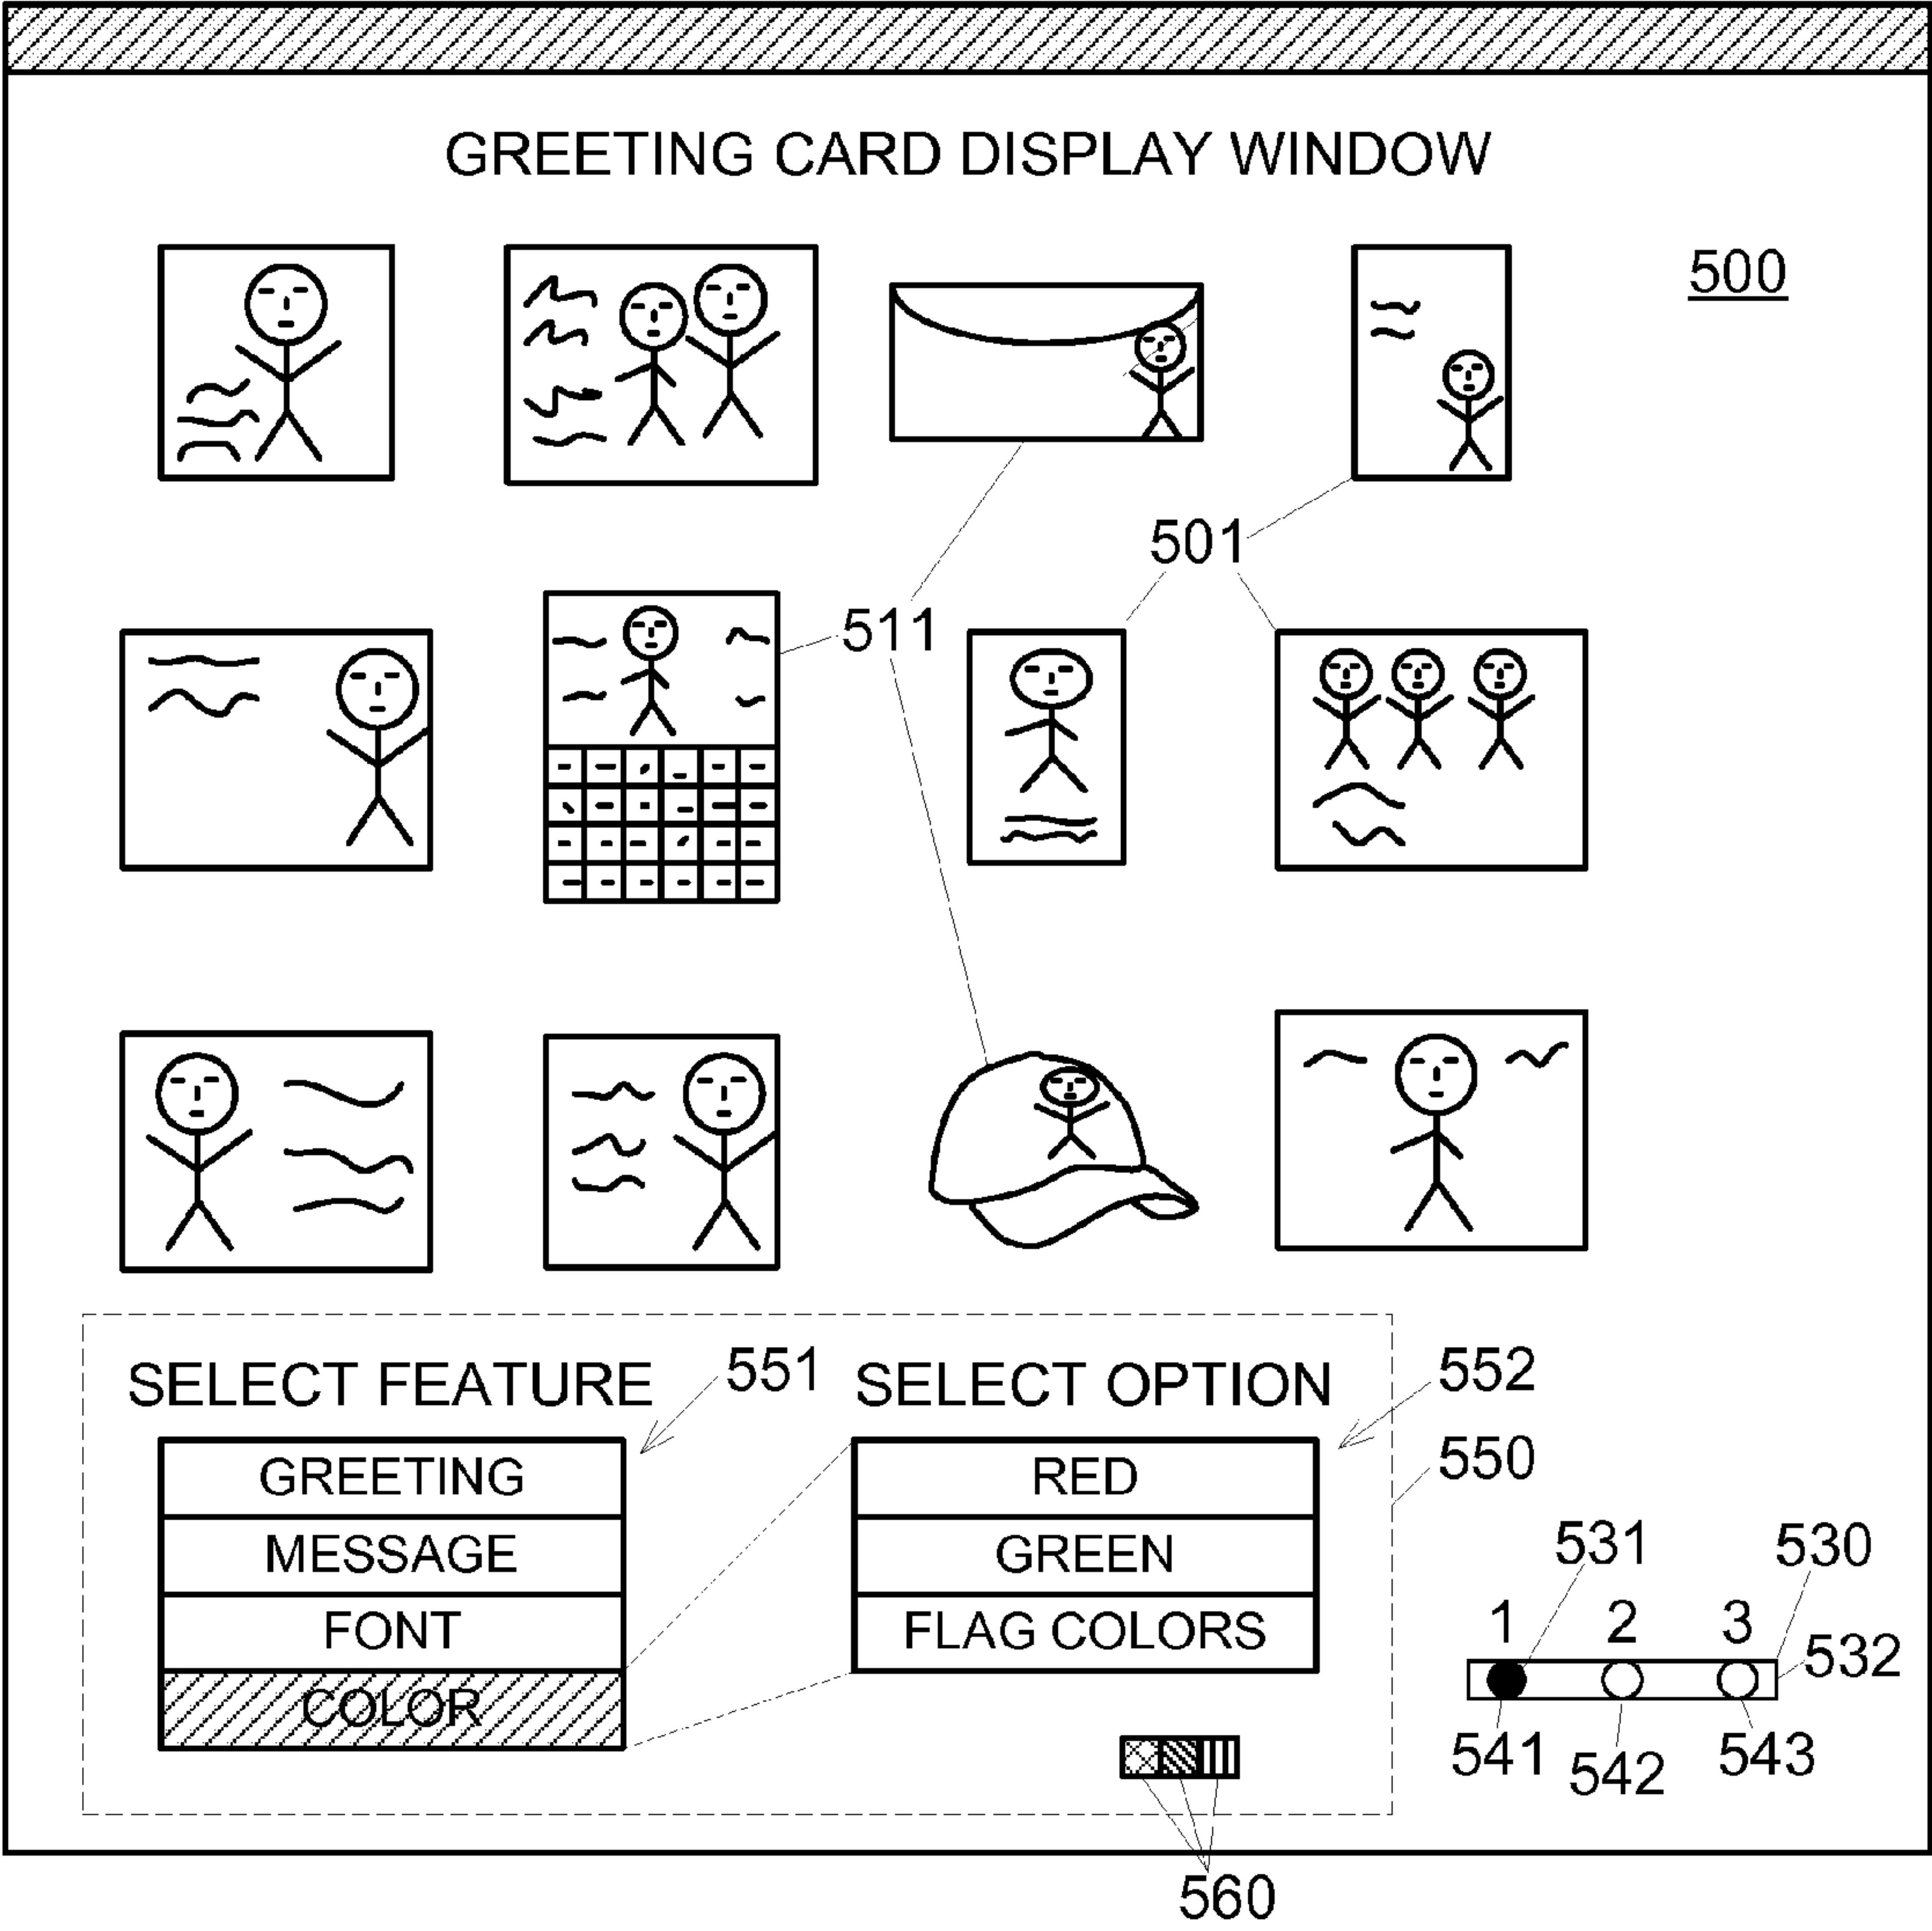 GREETING CARD DISPLAY WINDOW
500
501
511
SELECT FEATURE
551
SELECT OPTION
552
GREETING
MESSAGE
FONT
COLOR
RED
GREEN
FLAG COLORS
550
531
530
1 2 3
532
541
542
543
560